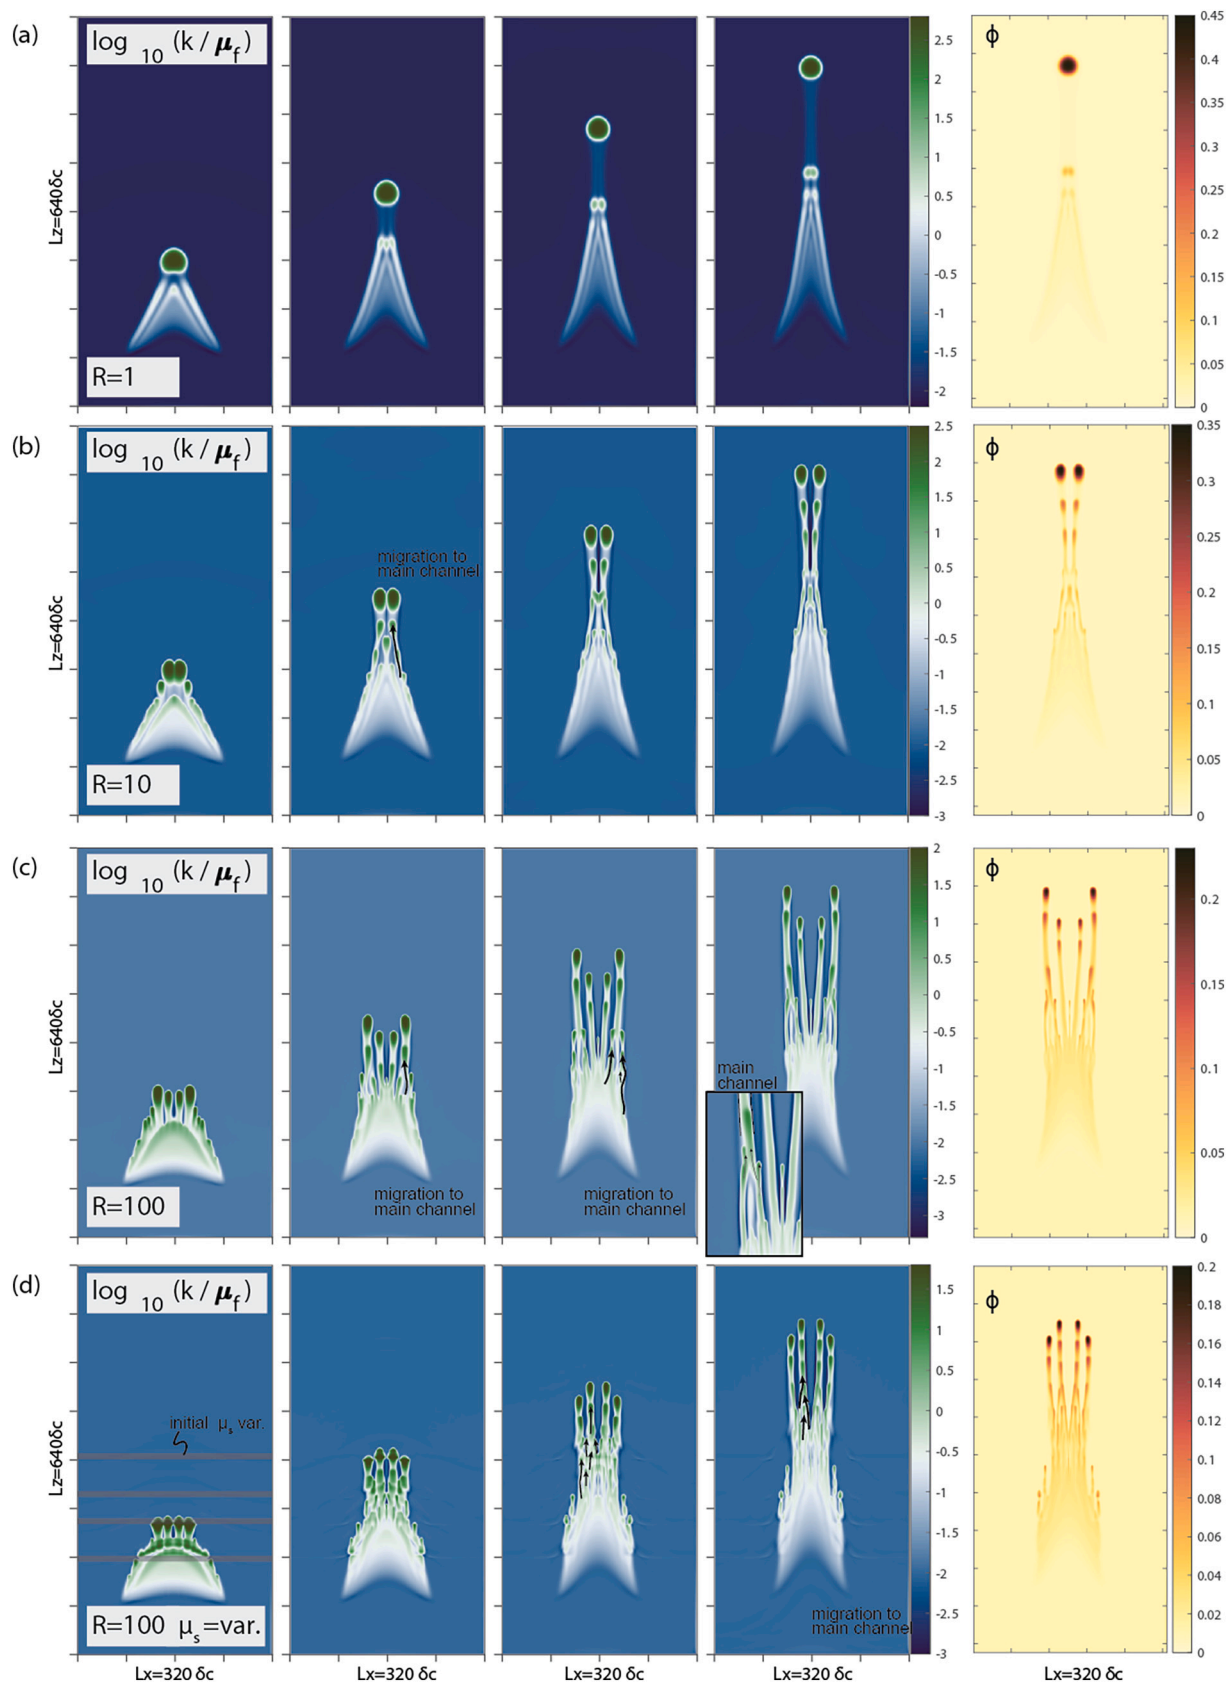 (a)
log 10 (k / μf)
R=1
Lz=640δc
2.5
2
1.5
1
0.5
0
-0.5
-1
-1.5
-2
ϕ
0.45
0.4
0.35
0.3
0.25
0.2
0.15
0.1
0.05
0
(b)
log 10 (k / μf)
migration to
main channel
R=10
Lz=640δc
2.5
2
1.5
1
0.5
0
-0.5
-1
-1.5
-2
-2.5
-3
ϕ
0.35
0.3
0.25
0.2
0.15
0.1
0.05
0
(c)
log 10 (k / μf)
R=100
Lz=640δc
migration to
main channel
migration to
main channel
main
channel
2
1.5
1
0.5
0
-0.5
-1
-1.5
-2
-2.5
-3
ϕ
0.2
0.15
0.1
0.05
0
(d)
log 10 (k / μf)
initial μs var.
R=100 μs=var.
Lz=640δc
migration to
main channel
1.5
1
0.5
0
-0.5
-1
-1.5
-2
-2.5
-3
ϕ
0.2
0.18
0.16
0.14
0.12
0.1
0.08
0.06
0.04
0.02
0
Lx=320 δc
Lx=320 δc
Lx=320 δc
Lx=320 δc
Lx=320 δc